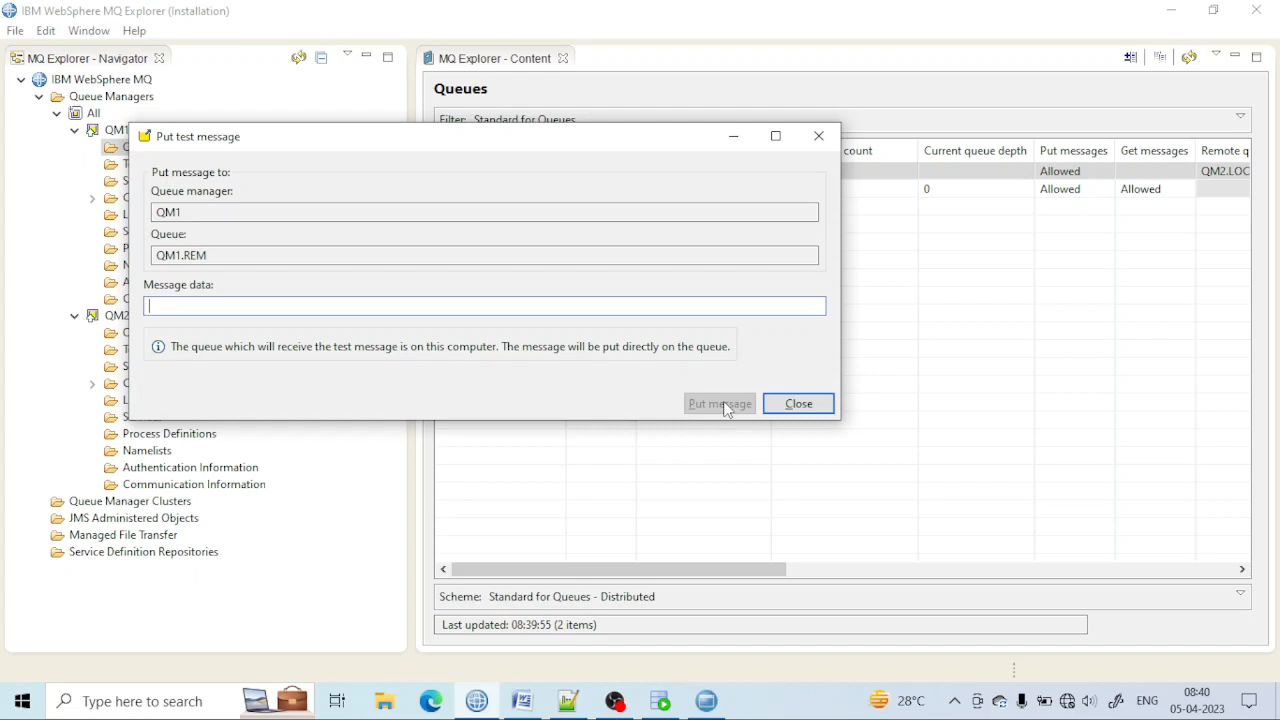 IBM WebSphere MQ Explorer (Installation)
File Edit Window Help
MQ Explorer - Navigator
IBM WebSphere MQ
Queue Managers
All
QM1
QM2
Process Definitions
Namelists
Authentication Information
Communication Information
Queue Manager Clusters
JMS Administered Objects
Managed File Transfer
Service Definition Repositories
MQ Explorer - Content
Queues
Filter: Standard for Queues
count Current queue depth Put messages Get messages Remote q
Allowed QM2.LOC
0 Allowed Allowed
Put test message
Put message to:
Queue manager:
QM1
Queue:
QM1.REM
Message data:
The queue which will receive the test message is on this computer. The message will be put directly on the queue.
Put message Close
Scheme: Standard for Queues - Distributed
Last updated: 08:39:55 (2 items)
Type here to search
28°C
ENG
08:40
05-04-2023